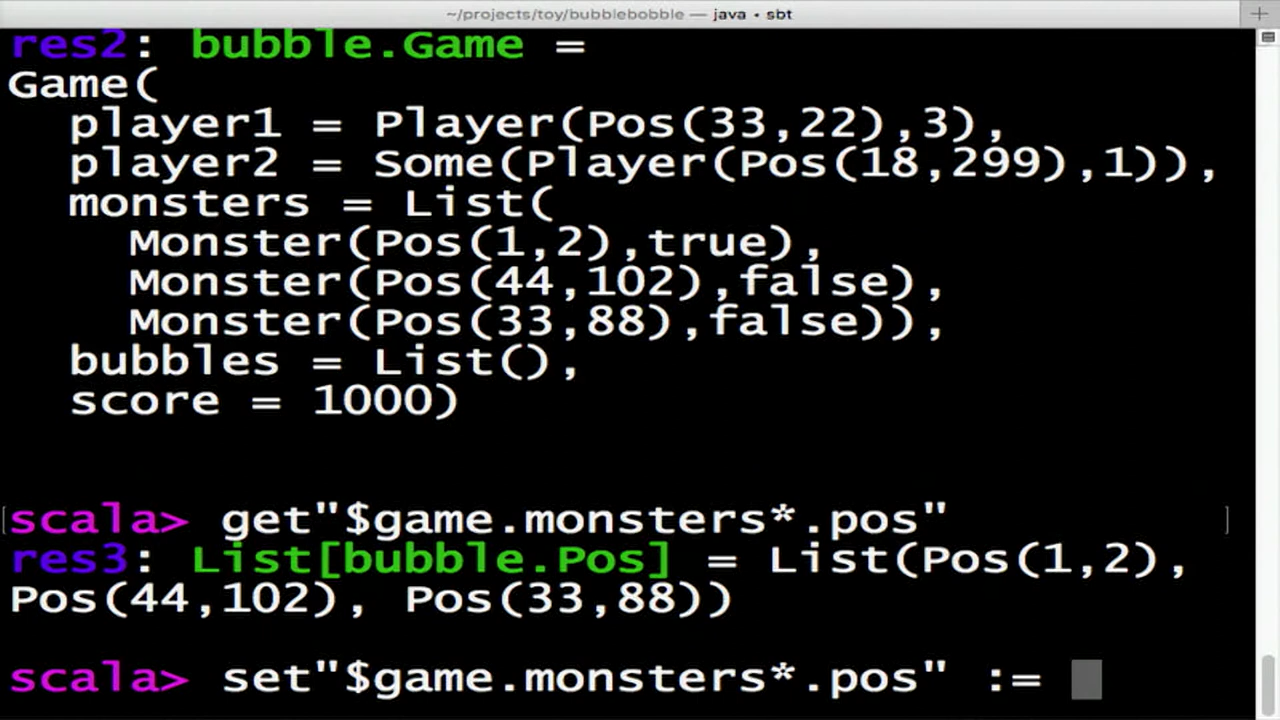 ~/projects/toy/bubblebobble — java • sbt
res2: bubble.Game =
Game(
player1 = Player(Pos(33,22),3),
player2 = Some(Player(Pos(18,299),1)),
monsters = List(
Monster(Pos(1,2),true),
Monster(Pos(44,102),false),
Monster(Pos(33,88),false)),
bubbles = List(),
score = 1000)
scala> get"$game.monsters*.pos"
res3: List[bubble.Pos] = List(Pos(1,2),
Pos(44,102), Pos(33,88))
scala> set"$game.monsters*.pos" :=